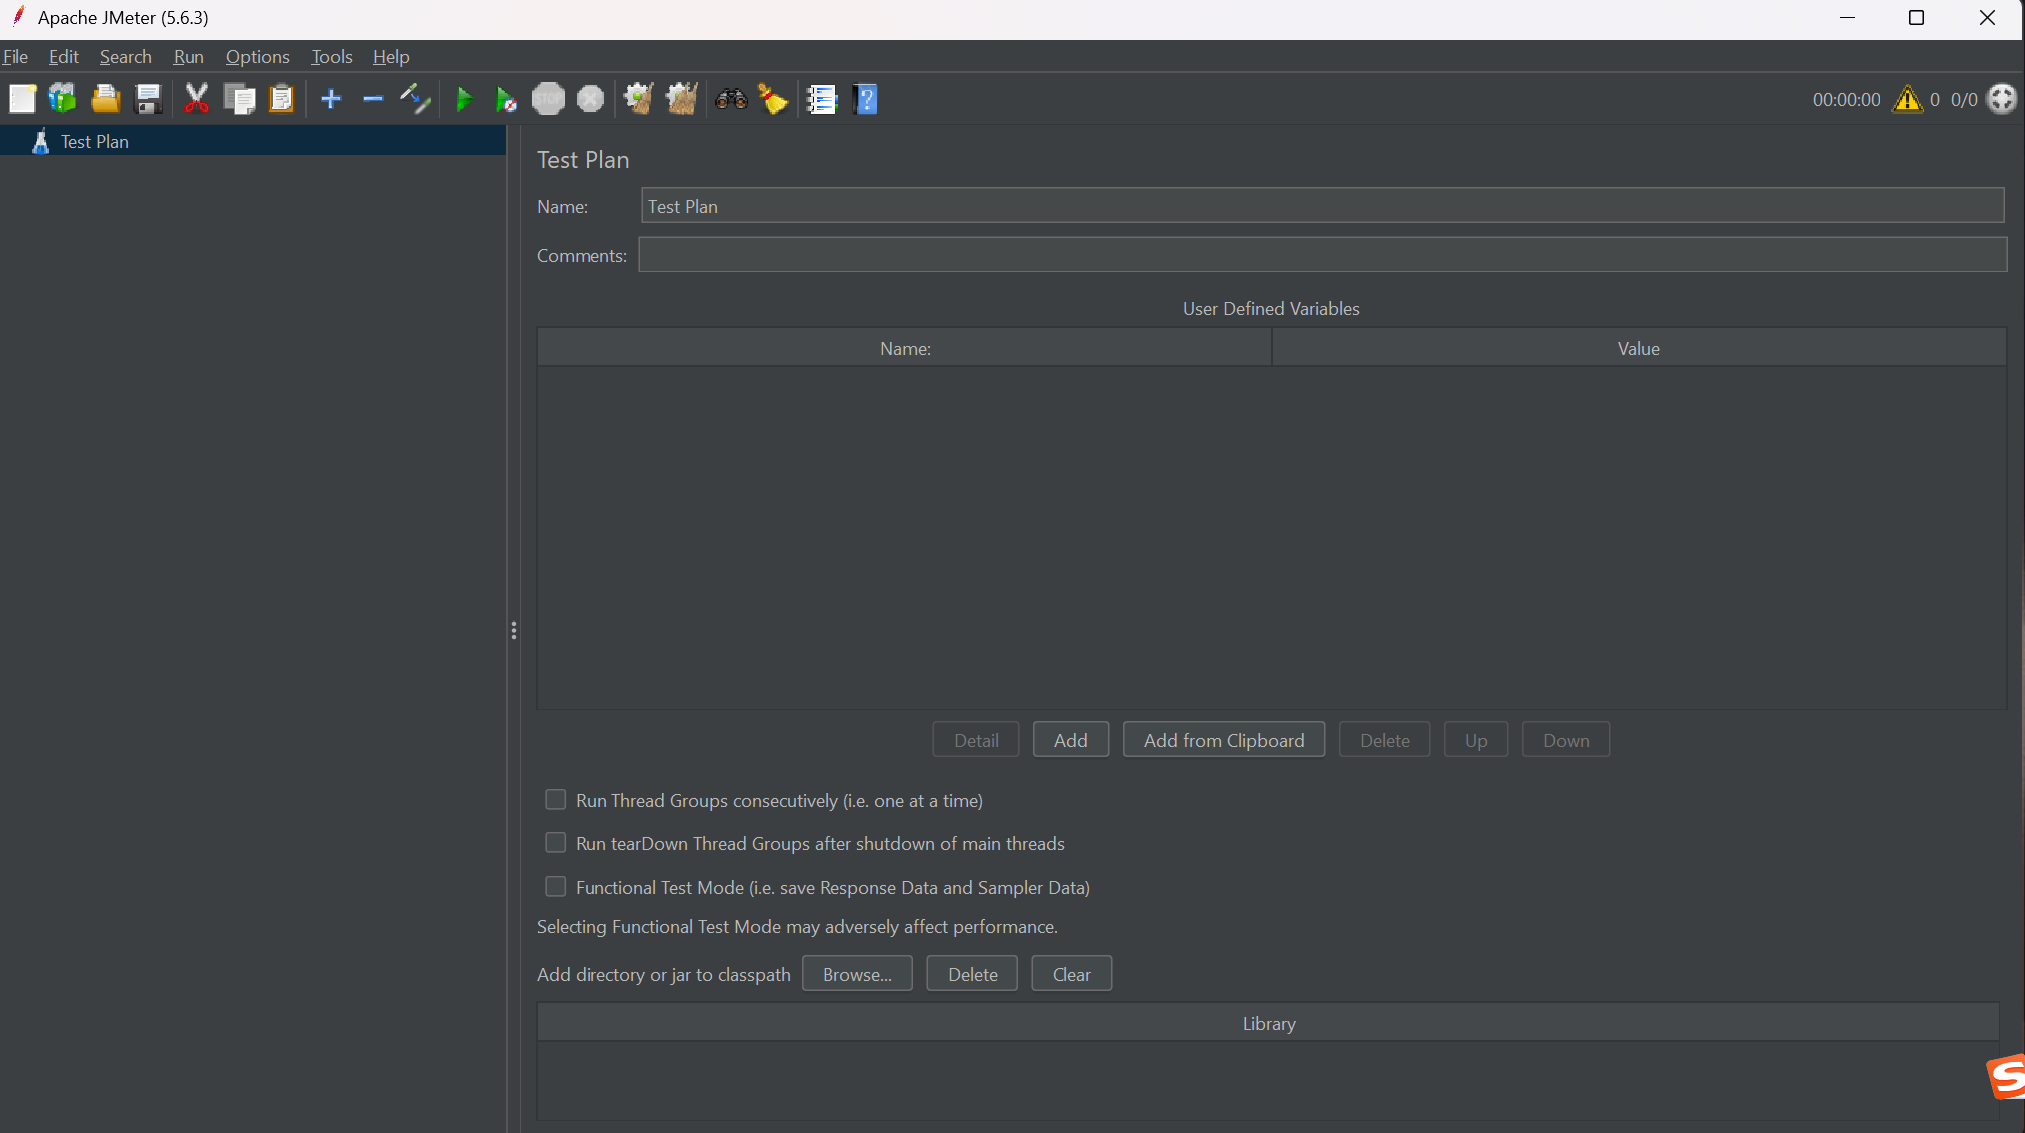 Apache JMeter (5.6.3)
File Edit Search Run Options Tools Help
STOP ? 00:00:00 0 0/0
Test Plan
Test Plan
Name: Test Plan
Comments:
User Defined Variables
Name: Value
Detail Add Add from Clipboard Delete Up Down
Run Thread Groups consecutively (i.e. one at a time)
Run tearDown Thread Groups after shutdown of main threads
Functional Test Mode (i.e. save Response Data and Sampler Data)
Selecting Functional Test Mode may adversely affect performance.
Add directory or jar to classpath Browse... Delete Clear
Library
S